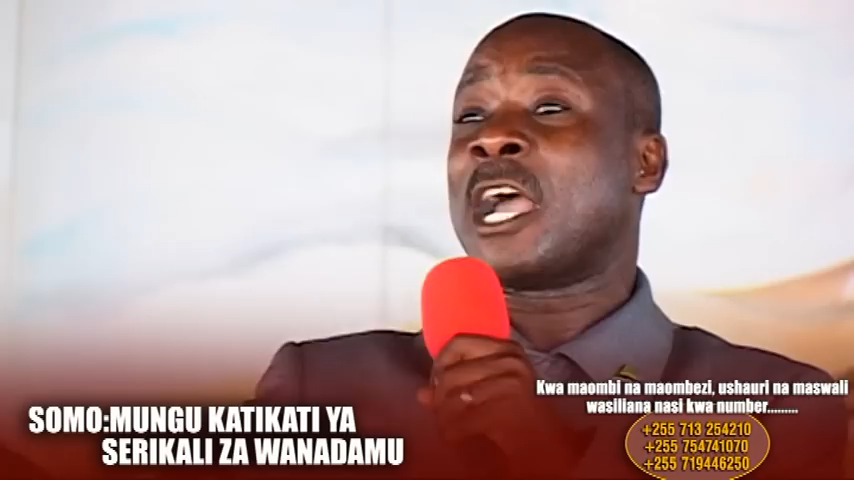 SOMO:MUNGU KATIKATI YA
SERIKALI ZA WANADAMU
Kwa maombi na maombezi, ushauri na maswali
wasiliana nasi kwa number.........
+255 713 254210
+255 754741070
+255 719446250